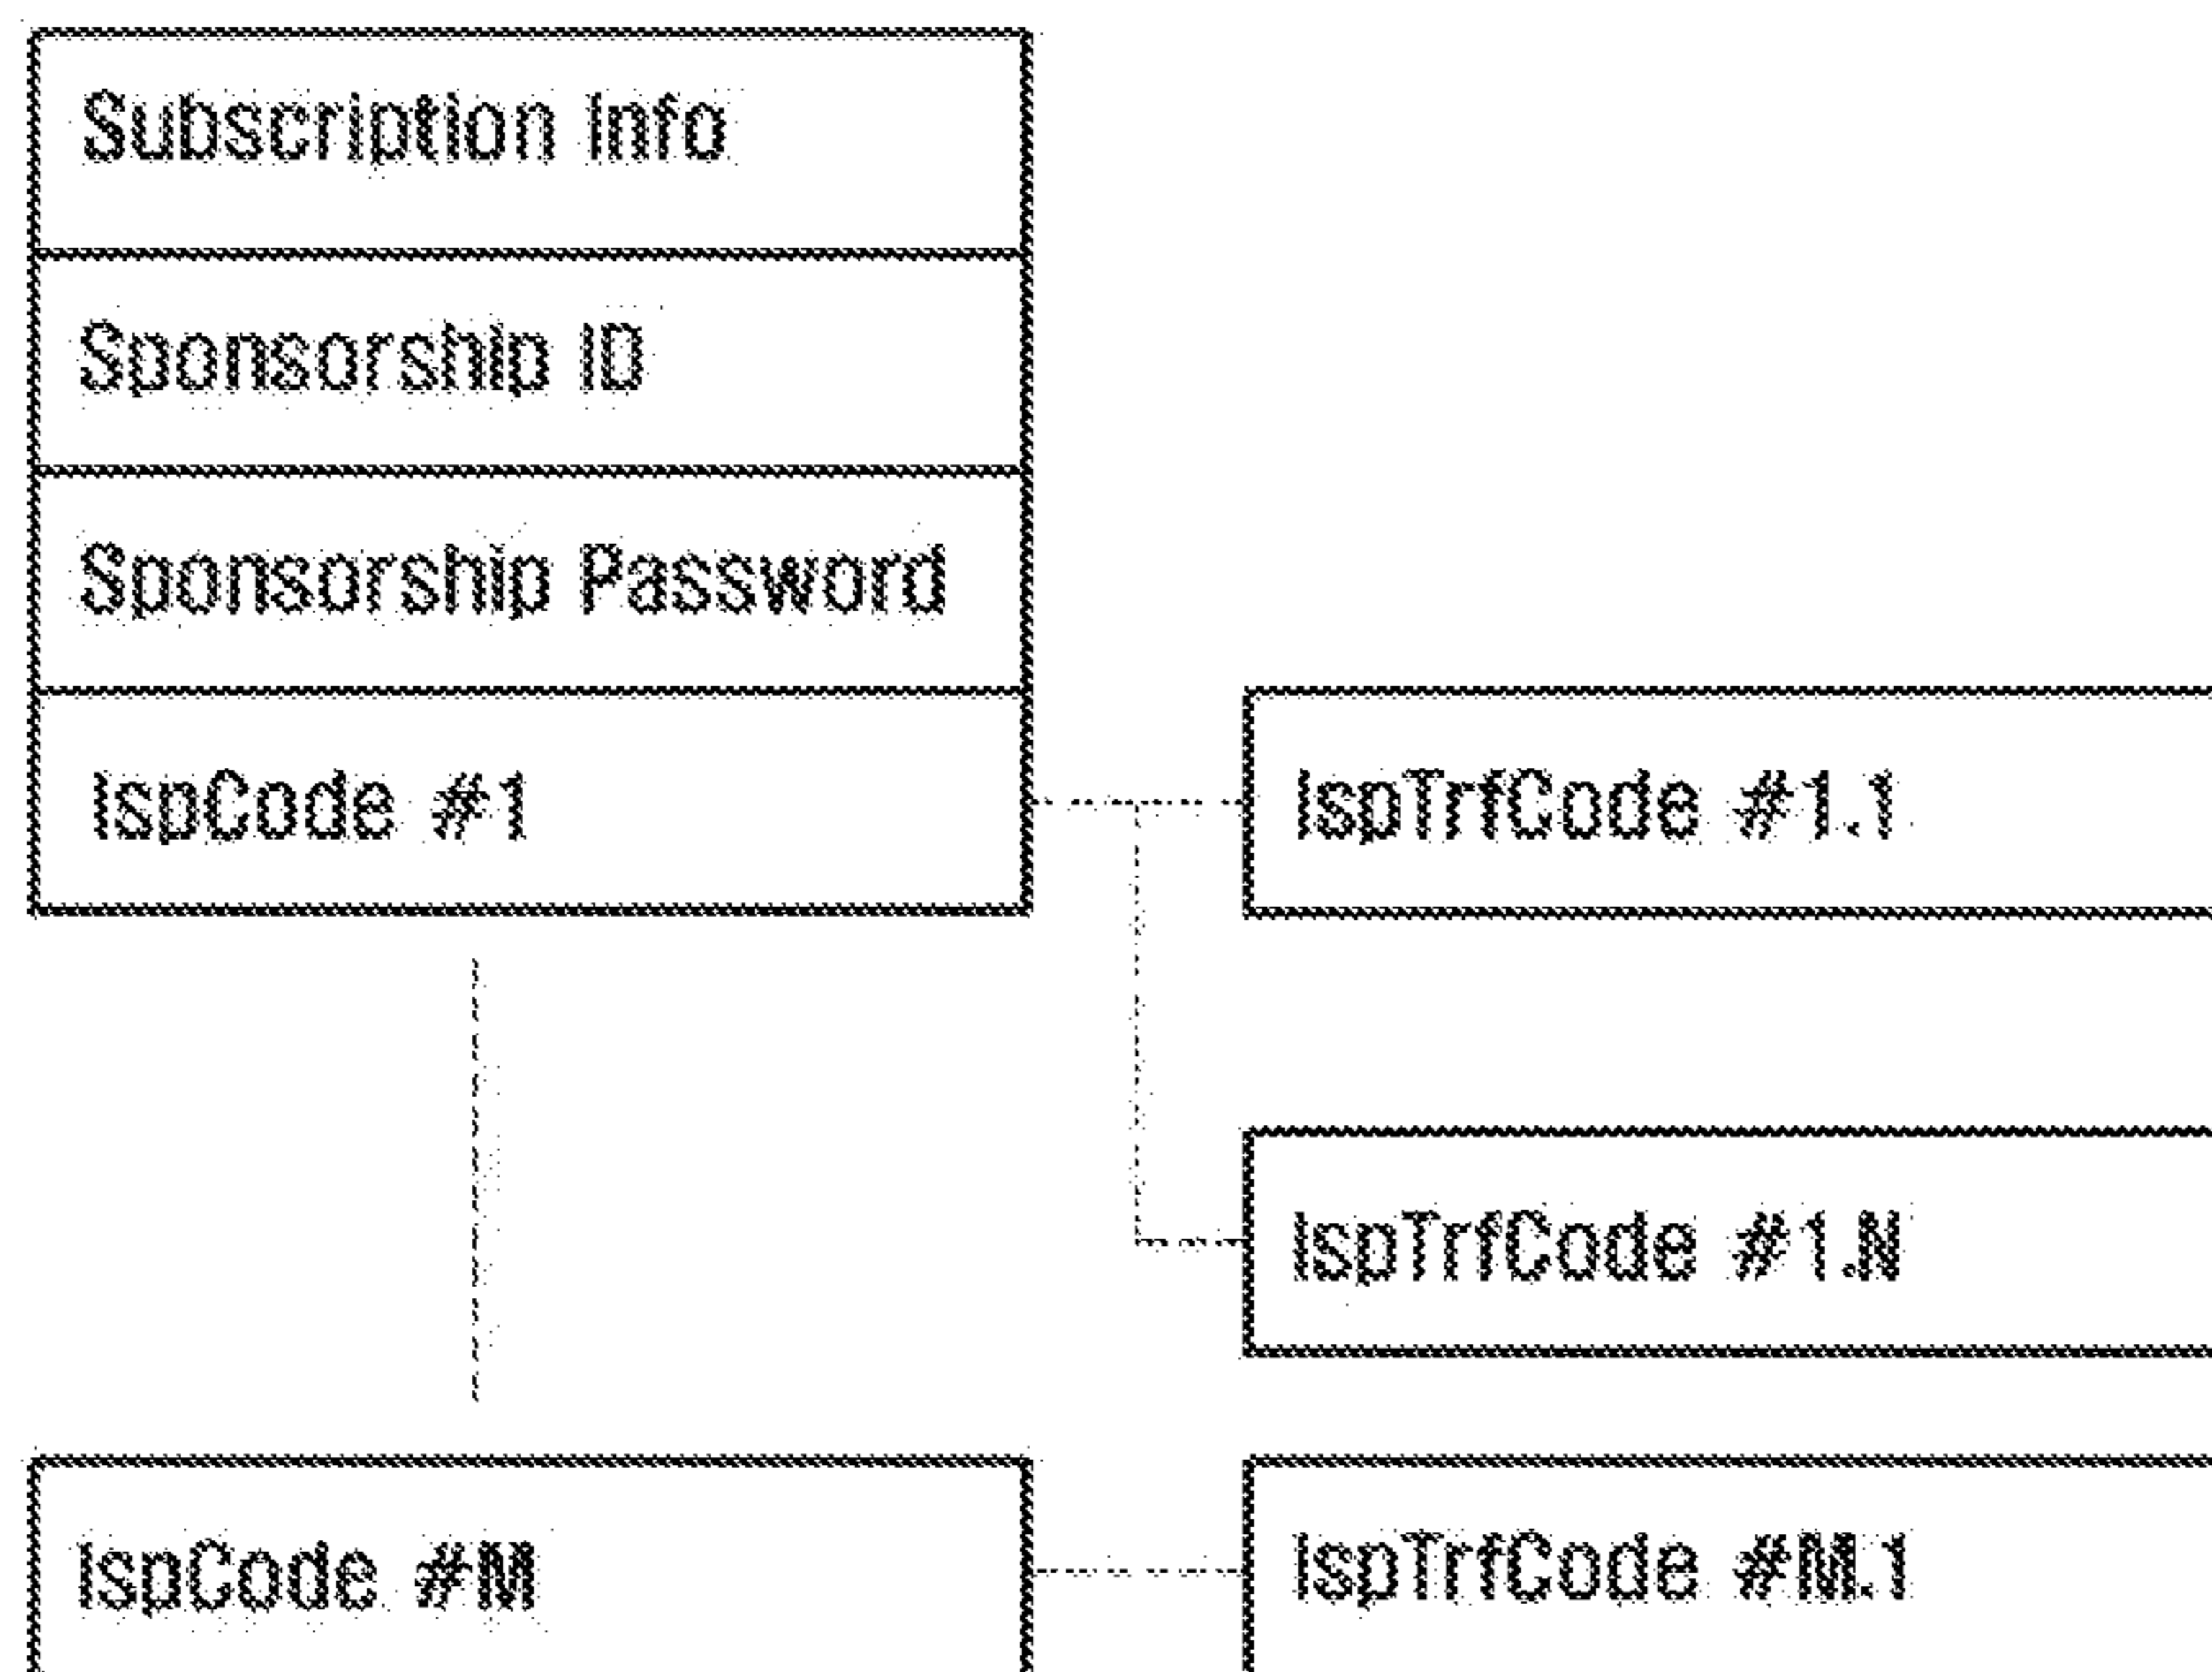 Subscription Info
Sponsorship ID
Sponsorship Password
IspCode #1
IspTrfCode #1.1
IspTrfCode #1.N
IspCode #M
IspTrfCode #M.1